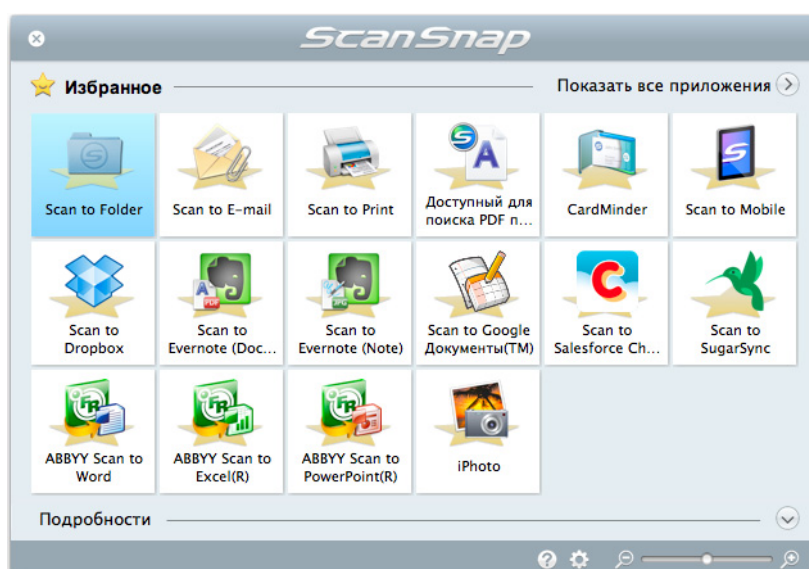 ScanSnap
Избранное
Показать все приложения
Scan to Folder
Scan to E-mail
Scan to Print
Доступный для
поиска PDF п...
CardMinder
Scan to Mobile
Scan to
Dropbox
Scan to
Evernote (Doc...
Scan to
Evernote (Note)
Scan to Google
Документы(TM)
Scan to
Salesforce Ch...
Scan to
SugarSync
ABBYY Scan to
Word
ABBYY Scan to
Excel(R)
ABBYY Scan to
PowerPoint(R)
iPhoto
Подробности